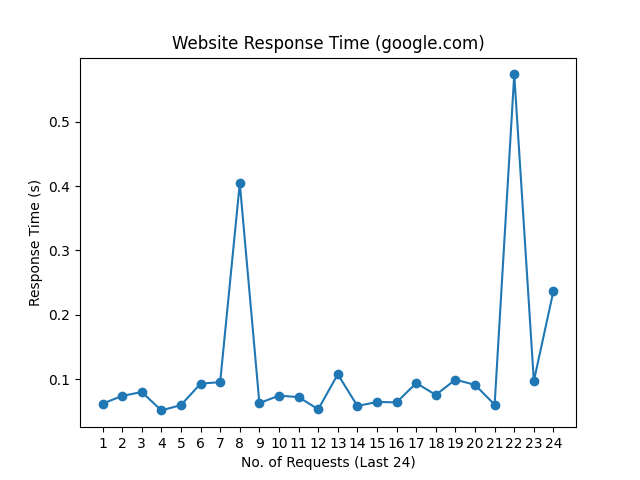 Website Response Time (google.com)
Response Time (s)
0.5
0.4
0.3
0.2
0.1
1 2 3 4 5 6 7 8 9 10 11 12 13 14 15 16 17 18 19 20 21 22 23 24
No. of Requests (Last 24)